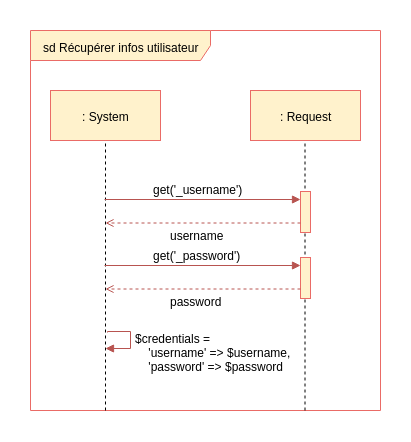 sd Récupérer infos utilisateur
: System
: Request
get('_username')
username
get('_password')
password
$credentials =
'username' => $username,
'password' => $password